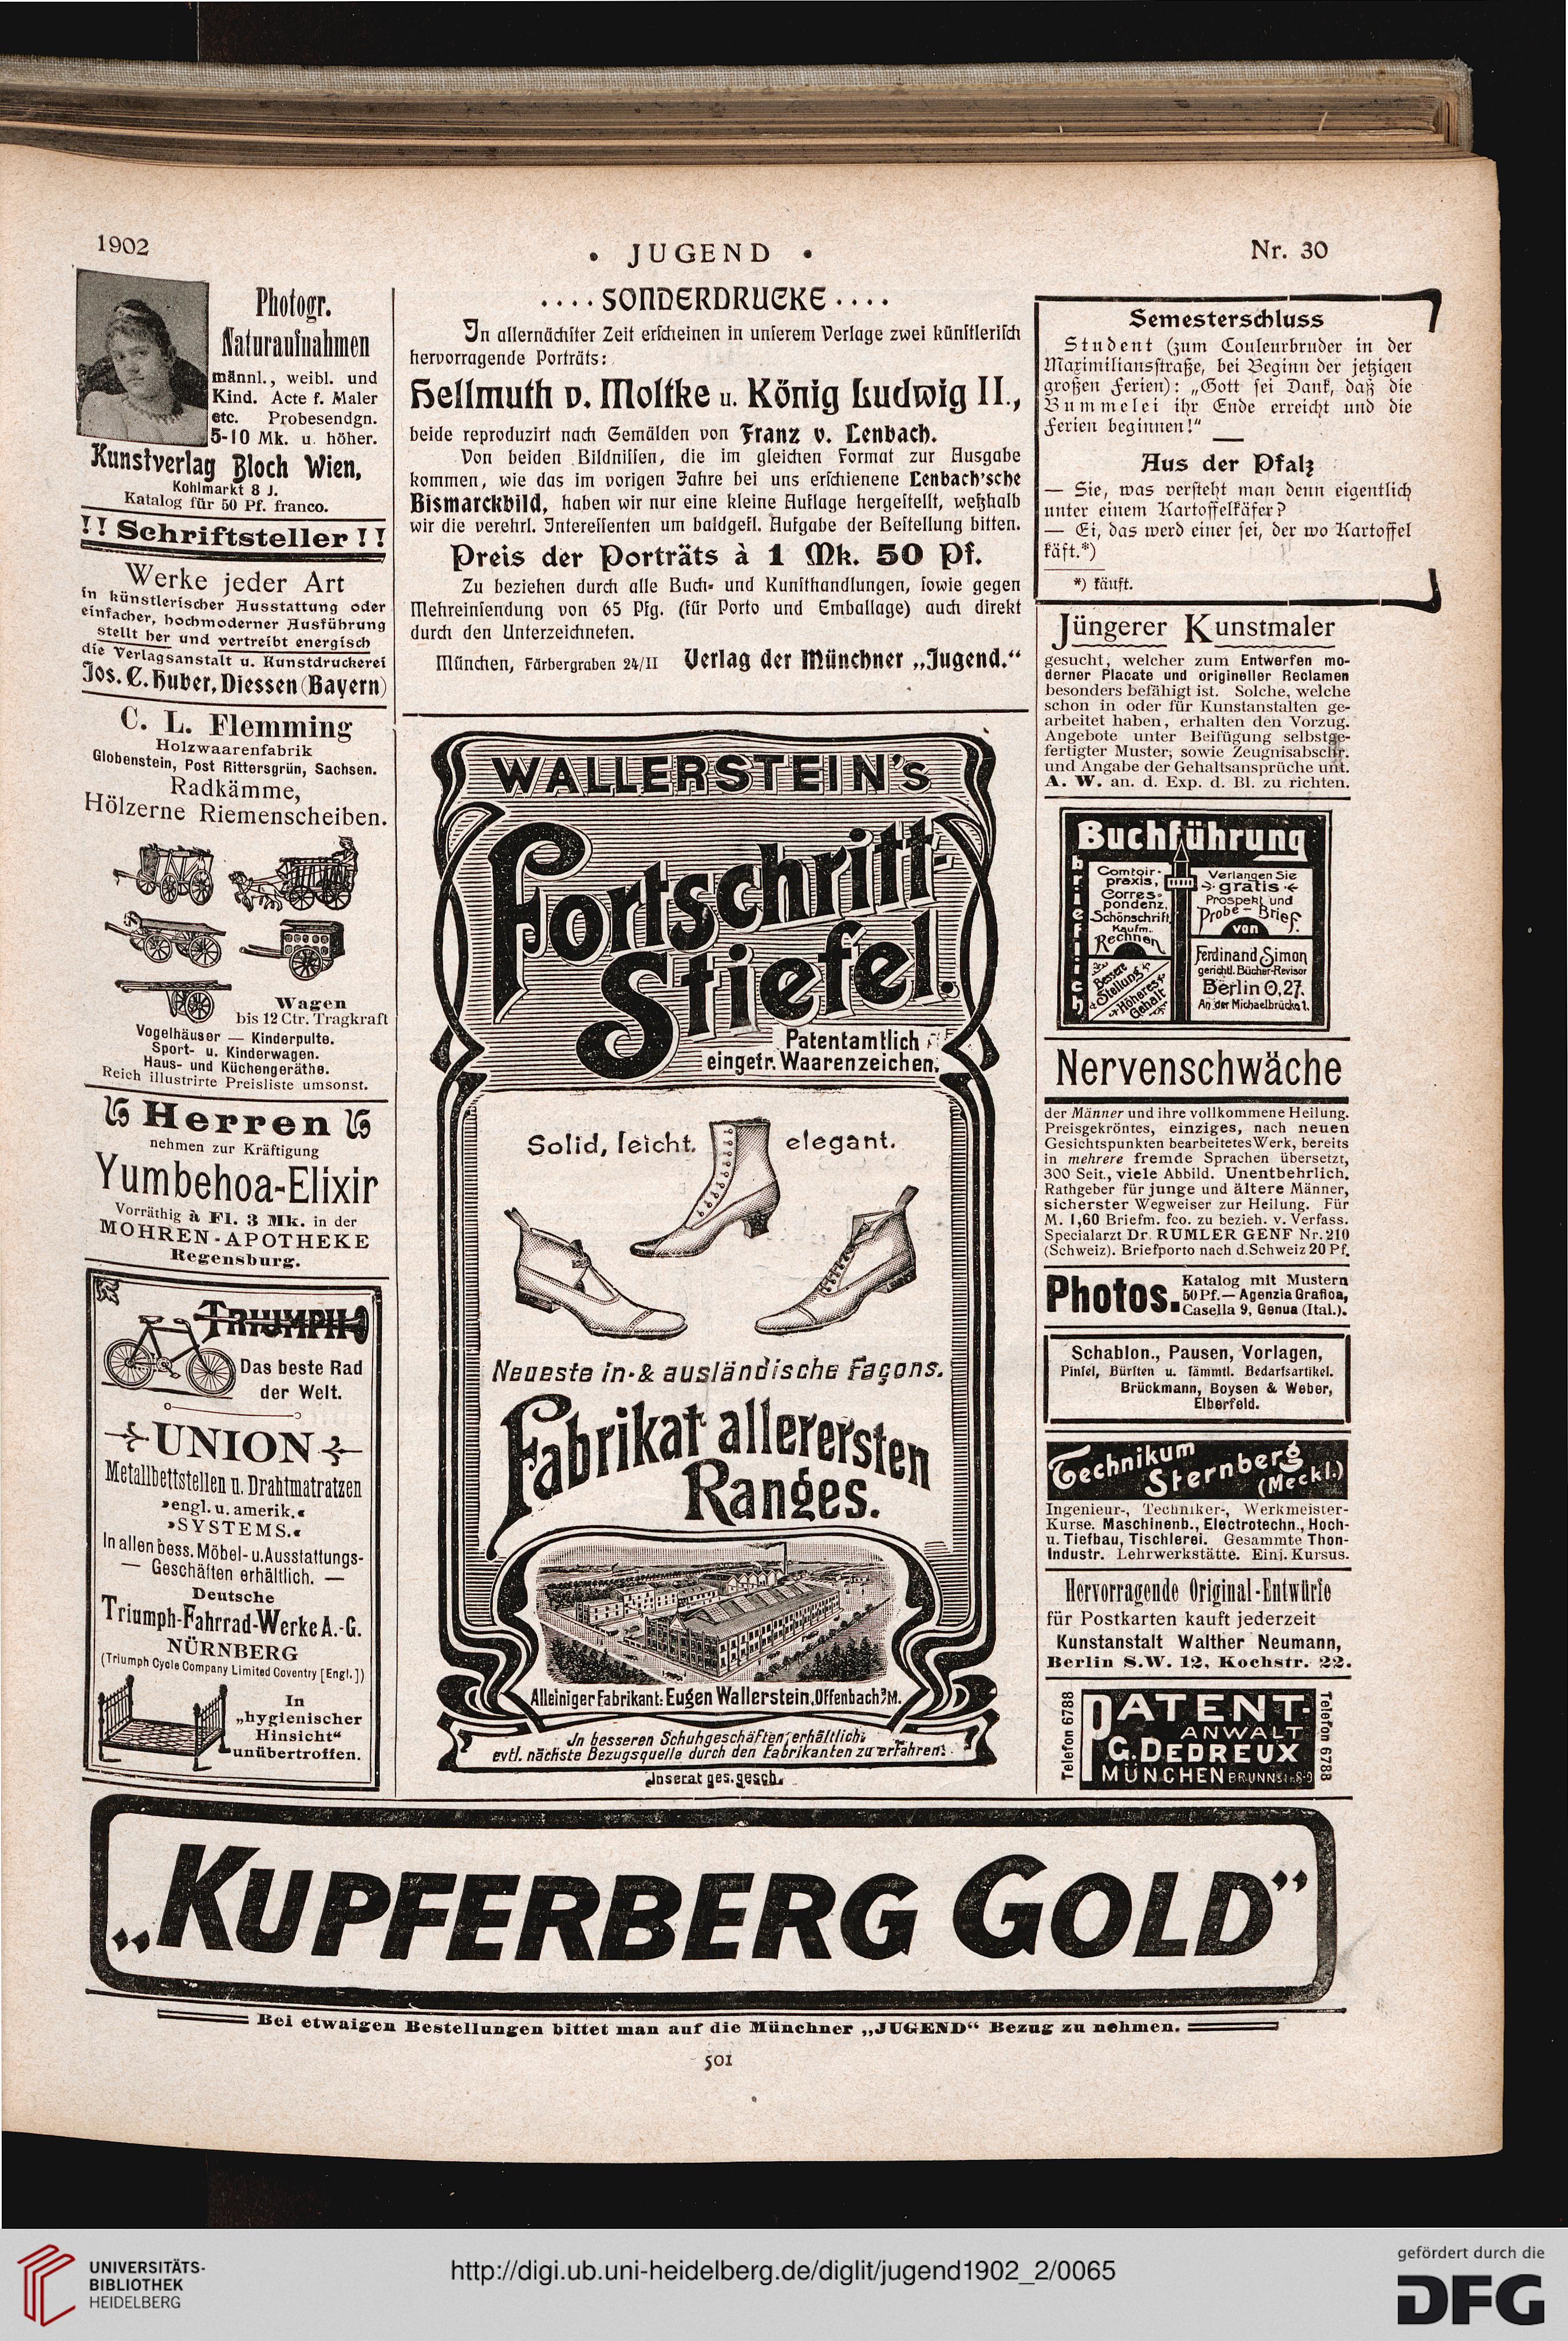 1902
• JUGEND •
Nr. 30
Photogr.
Naturaufnahmen
männl., weibl. und
Kind. Acte f. Maler
etc. Probesendgn.
5-10 Mk. u. höher.
Kunstverlag Bloch Wien,
Kohlmarkt 8 J.
Katalog für 50 Pf. franco.
!! Schriftsteller !!
Werke jeder Art
in künstlerischer Ausstattung oder
einfacher, hochmoderner Ausführung
stellt her und vertreibt energisch
die Verlagsanstalt u. Kunstdruckerei
Jos. C. Huber, Diessen (Bayern)
C. L. Flemming
Holzwaarenfabrik
Globenstein, Post Rittersgrün, Sachsen.
Radkämme,
Hölzerne Riemenscheiben.
Wagen
bis 12 Ctr. Tragkraft
Vogelhäuser — Kinderpulte.
Sport- u. Kinderwagen.
Haus- und Küchengeräthe.
Reich illustrirte Preisliste umsonst.
Herren
nehmen zur Kräftigung
Yumbehoa-Elixir
Vorräthig à Fl. 3 Mk. in der
MOHREN-APOTHEKE
Regensburg.
TRIUMPH
Das beste Rad
der Welt.
UNION
Metallbettstellen u. Drahtmatratzen
»engl. u. amerik.«
»SYSTEMS.«
In allen bess. Möbel- u. Ausstattungs-
— Geschäften erhältlich. —
Deutsche
Triumph-Fahrrad-Werke A.-G.
NÜRNBERG
(Triumph Cycle Company Limited Coventry [Engl.])
In
„hygienischer
Hinsicht“
unübertroffen.
. . . . SONDERDRUCKE . . . .
In allernächster Zeit erscheinen in unserem Verlage zwei künstlerisch
hervorragende Porträts:
Hellmuth v. Moltke u. König Ludwig II.,
beide reproduzirt nach Gemälden von Franz v. Lenbach.
Von beiden Bildnissen, die im gleichen Format zur Ausgabe
kommen, wie das im vorigen Jahre bei uns erschienene Lenbach'sche
Bismarckbild, haben wir nur eine kleine Auflage hergestellt, weßhalb
wir die verehrl. Interessenten um baldgefl. Aufgabe der Bestellung bitten.
Preis der Porträts à 1 Mk. 50 Pf.
Zu beziehen durch alle Buch- und Kunsthandlungen, sowie gegen
Mehreinsendung von 65 Pfg. (für Porto und Emballage) auch direkt
durch den Unterzeichneten.
München, Färbergraben 24/II Verlag der Münchner „Jugend.“
WALLERSTEIN'S
Fortschritt-
Stiefel.
Patentamtlich
eingetr. Waarenzeichen.
Solid, leicht. elegant.
Neueste in- & ausländische Façons.
Fabrikat allerersten
Ranges.
Alleiniger Fabrikant: Eugen Wallerstein, Offenbach a/M.
In besseren Schuhgeschäften erhältlich;
evtl. nächste Bezugsquelle durch den Fabrikanten zu erfahren.
Inserat ges. gesch.
Semesterschluss
Student (zum Couleurbruder in der
Maximiliansstraße, bei Beginn der jetzigen
großen Ferien): „Gott sei Dank, daß die
Bummelei ihr Ende erreicht und die
Ferien beginnen!“
Aus der Pfalz
— Sie, was versteht man denn eigentlich
unter einem Kartoffelkäfer?
— Ei, das werd einer sei, der wo Kartoffel
käft.*)
*) käuft.
Jüngerer Kunstmaler
gesucht, welcher zum Entwerfen mo-
derner Placate und origineller Reclamen
besonders befähigt ist. Solche, welche
schon in oder für Kunstanstalten ge-
arbeitet haben, erhalten den Vorzug.
Angebote unter Beifügung selbstge-
fertigter Muster, sowie Zeugnisabschr.
und Angabe der Gehaltsansprüche unt.
A. W. an. d. Exp. d. Bl. zu richten.
Buchführung
brieflich
Comtoir-
praxis,
Corres-
pondenz,
Schönschrift,
Kaufm.
Rechnen
Bessere
Stellung
Höheres
Gehalt
Verlangen Sie
gratis
Prospekt und
Probe-Brief
von
Ferdinand Simon
gerichtl. Bücher-Revisor
Berlin O. 27.
An der Michaelbrücke 1.
Nervenschwäche
der Männer und ihre vollkommene Heilung.
Preisgekröntes, einziges, nach neuen
Gesichtspunkten bearbeitetes Werk, bereits
in mehrere fremde Sprachen übersetzt,
300 Seit., viele Abbild. Unentbehrlich.
Rathgeber für junge und ältere Männer,
sicherster Wegweiser zur Heilung. Für
M. 1,60 Briefm. fco. zu bezieh. v. Verfass.
Specialarzt Dr. RUMLER GENF Nr. 210
(Schweiz). Briefporto nach d. Schweiz 20 Pf.
Photos. Katalog mit Mustern
50 Pf. — Agenzia Grafica,
Casella 9, Genua (Ital.).
Schablon., Pausen, Vorlagen,
Pinsel, Bürsten u. sämmtl. Bedarfsartikel.
Brückmann, Boysen & Weber,
Elberfeld.
Technikum
Sternberg
(Meckl.)
Ingenieur-, Techniker-, Werkmeister-
Kurse. Maschinenb., Electrotechn., Hoch-
u. Tiefbau, Tischlerei. Gesammte Thon-
Industr. Lehrwerkstätte. Einj. Kursus.
Hervorragende Original-Entwürfe
für Postkarten kauft jederzeit
Kunstanstalt Walther Neumann,
Berlin S.W. 12, Kochstr. 22.
Telefon 6788
PATENT-
ANWALT
G. DEDREUX
MÜNCHEN BRUNNStr. 8-9
Telefon 6788
„KUPFERBERG GOLD”
Bei etwaigen Bestellungen bittet man auf die Münchner „JUGEND“ Bezug zu nehmen.
501
UNIVERSITÄTS-
BIBLIOTHEK
HEIDELBERG
http://digi.ub.uni-heidelberg.de/diglit/jugend1902_2/0065
gefördert durch die
DFG